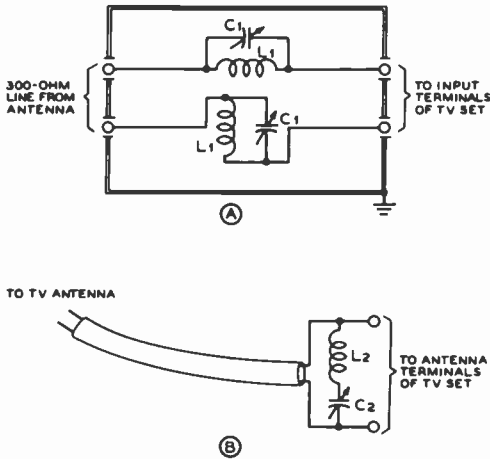 C1
L1
300-OHM
LINE FROM
ANTENNA
TO INPUT
TERMINALS
OF TV SET
L1
C1
A
TO TV ANTENNA
L2
C2
TO ANTENNA
TERMINALS
OF TV SET
B